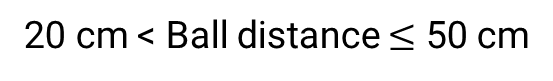 20 cm < Ball distance ≤ 50 cm